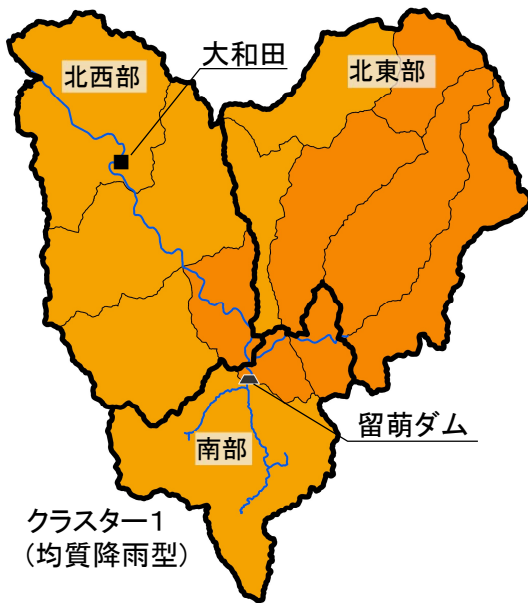 大和田
北西部
北東部
留萌ダム
南部
クラスター1
(均質降雨型)